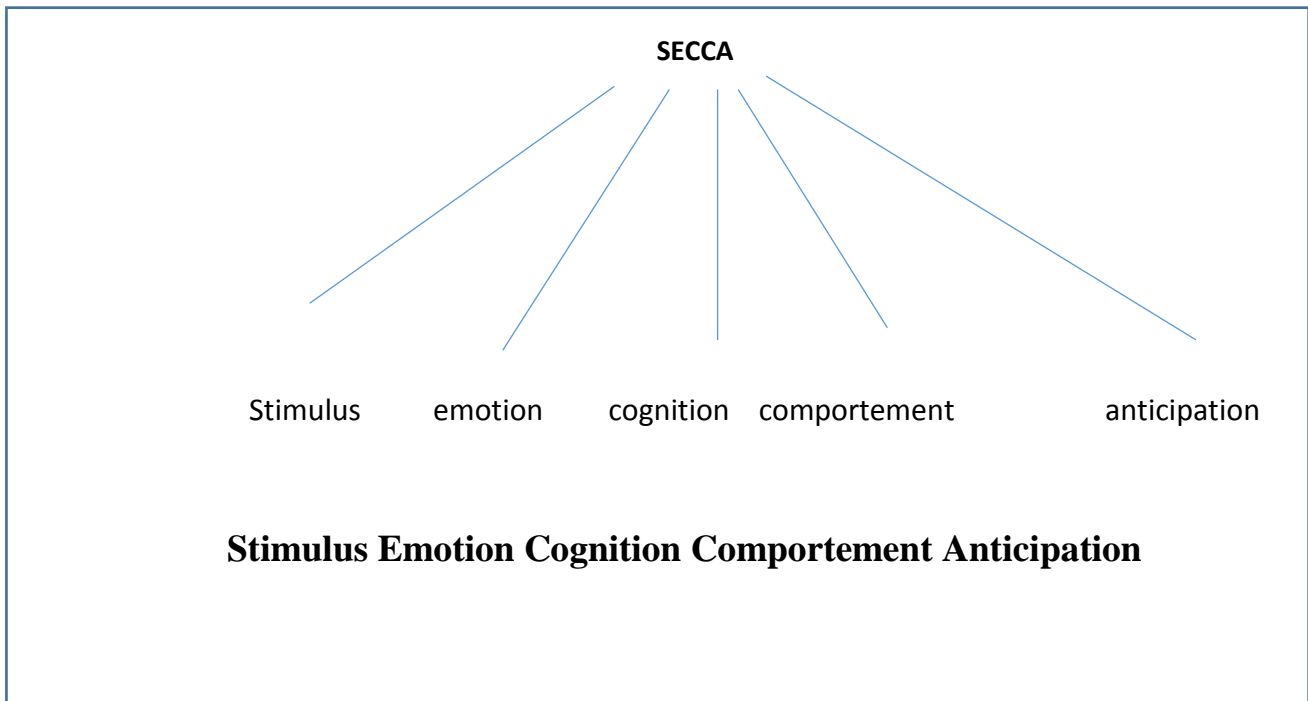 SECCA
Stimulus emotion cognition comportement anticipation
Stimulus Emotion Cognition Comportement Anticipation